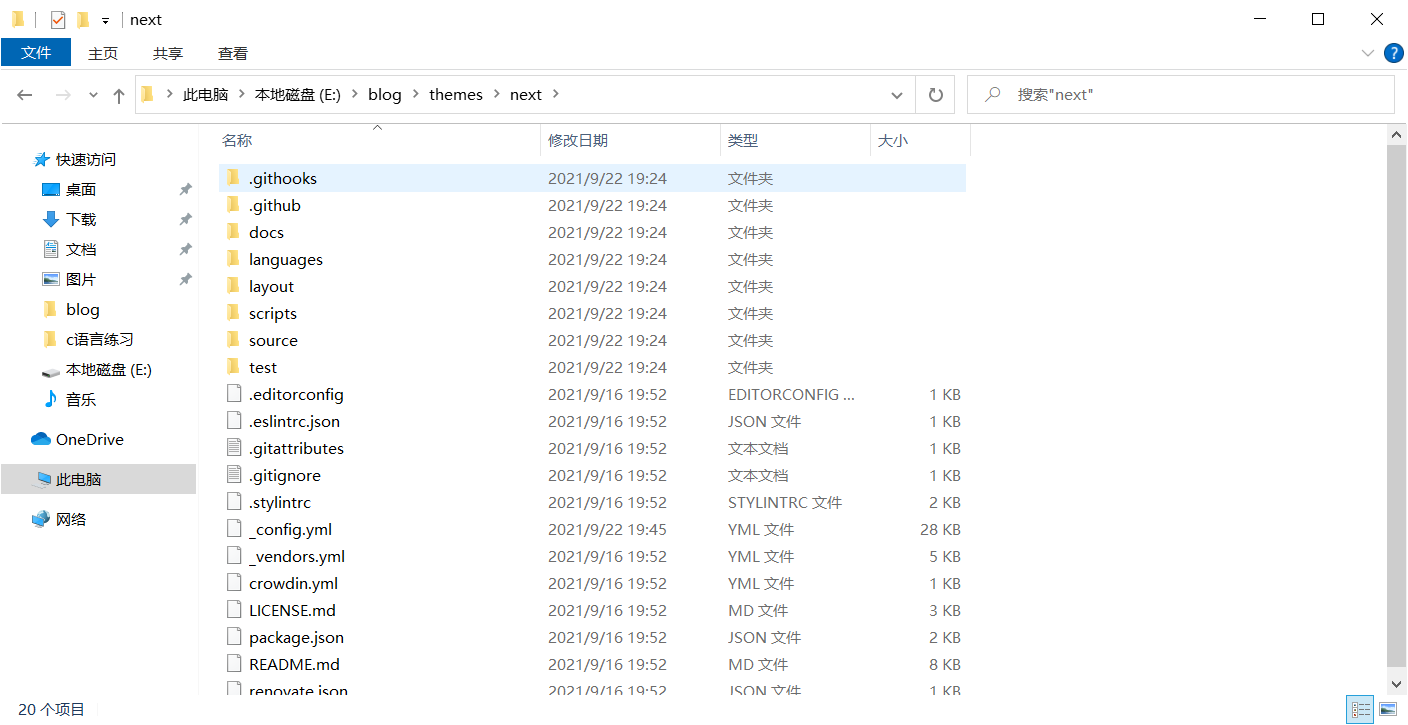 next
文件 主页 共享 查看
此电脑 本地磁盘 (E:) blog themes next 搜索"next"
名称 修改日期 类型 大小
快速访问
桌面
下载
文档
图片
blog
c语言练习
本地磁盘 (E:)
音乐
OneDrive
此电脑
网络
.githooks 2021/9/22 19:24 文件夹
.github 2021/9/22 19:24 文件夹
docs 2021/9/22 19:24 文件夹
languages 2021/9/22 19:24 文件夹
layout 2021/9/22 19:24 文件夹
scripts 2021/9/22 19:24 文件夹
source 2021/9/22 19:24 文件夹
test 2021/9/22 19:24 文件夹
.editorconfig 2021/9/16 19:52 EDITORCONFIG ... 1 KB
.eslintrc.json 2021/9/16 19:52 JSON 文件 1 KB
.gitattributes 2021/9/16 19:52 文本文档 1 KB
.gitignore 2021/9/16 19:52 文本文档 1 KB
.stylintrc 2021/9/16 19:52 STYLINTRC 文件 2 KB
_config.yml 2021/9/22 19:45 YML 文件 28 KB
_vendors.yml 2021/9/16 19:52 YML 文件 5 KB
crowdin.yml 2021/9/16 19:52 YML 文件 1 KB
LICENSE.md 2021/9/16 19:52 MD 文件 3 KB
package.json 2021/9/16 19:52 JSON 文件 2 KB
README.md 2021/9/16 19:52 MD 文件 8 KB
renovate.json 2021/9/16 19:52 JSON 文件 1 KB
20 个项目